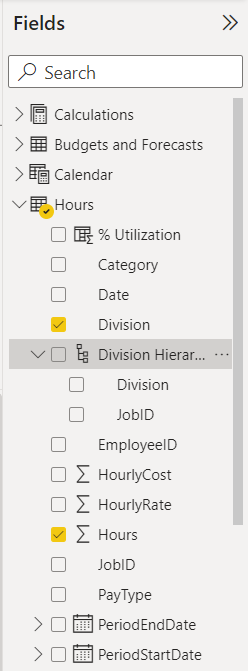 Fields
Search
Calculations
Budgets and Forecasts
Calendar
Hours
% Utilization
Category
Date
Division
Division Hierar... ...
Division
JobID
EmployeeID
HourlyCost
HourlyRate
Hours
JobID
PayType
PeriodEndDate
PeriodStartDate